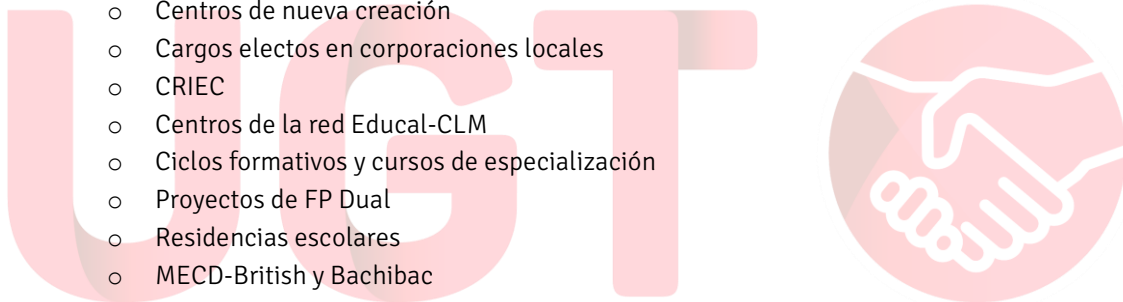 o Centros de nueva creación
o Cargos electos en corporaciones locales
o CRIEC
o Centros de la red Educal-CLM
o Ciclos formativos y cursos de especialización
o Proyectos de FP Dual
o Residencias escolares
o MECD-British y Bachibac
UGT